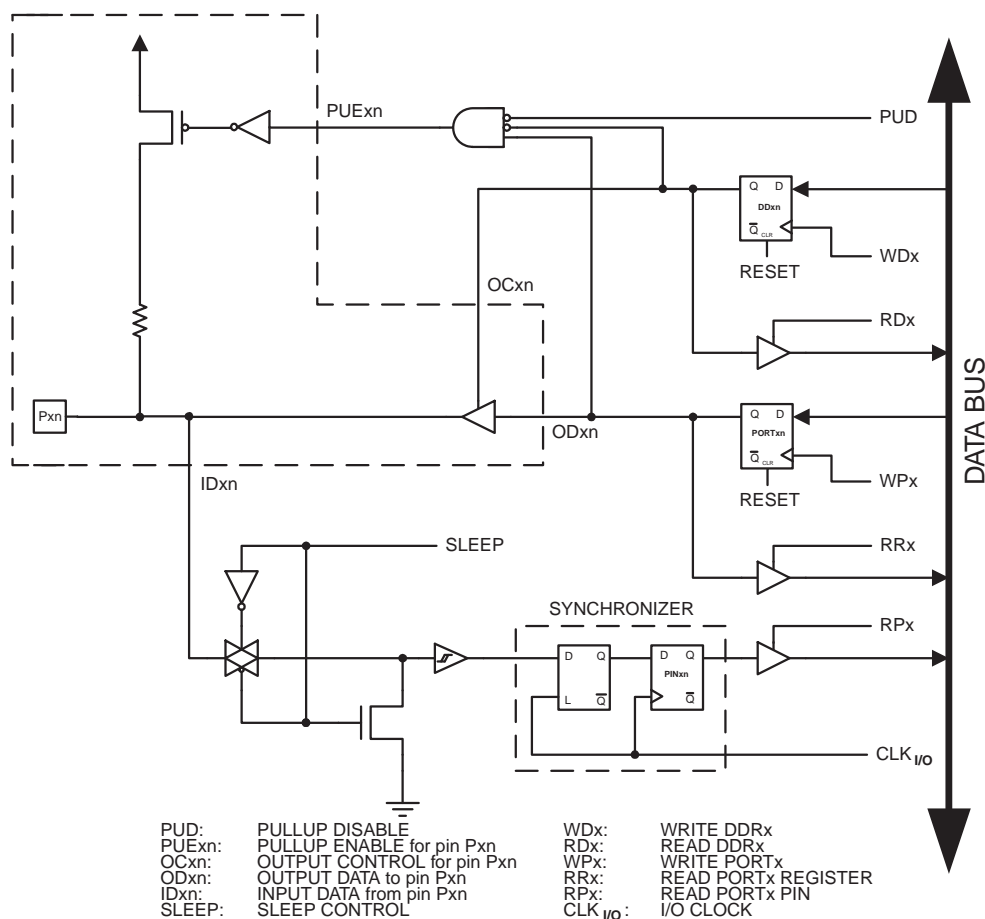 PUExn
PUD
Q D
DDxn
Q CLR
RESET
WDx
OCxn
RDx
Pxn
ODxn
Q D
PORTxn
Q CLR
RESET
WPx
IDxn
SLEEP
RRx
SYNCHRONIZER
RPx
D Q
L Q
D Q
PINxn
Q
CLK I/O
DATA BUS
PUD: PULLUP DISABLE
PUExn: PULLUP ENABLE for pin Pxn
OCxn: OUTPUT CONTROL for pin Pxn
ODxn: OUTPUT DATA to pin Pxn
IDxn: INPUT DATA from pin Pxn
SLEEP: SLEEP CONTROL
WDx: WRITE DDRx
RDx: READ DDRx
WPx: WRITE PORTx
RRx: READ PORTx REGISTER
RPx: READ PORTx PIN
CLK I/O: I/O CLOCK